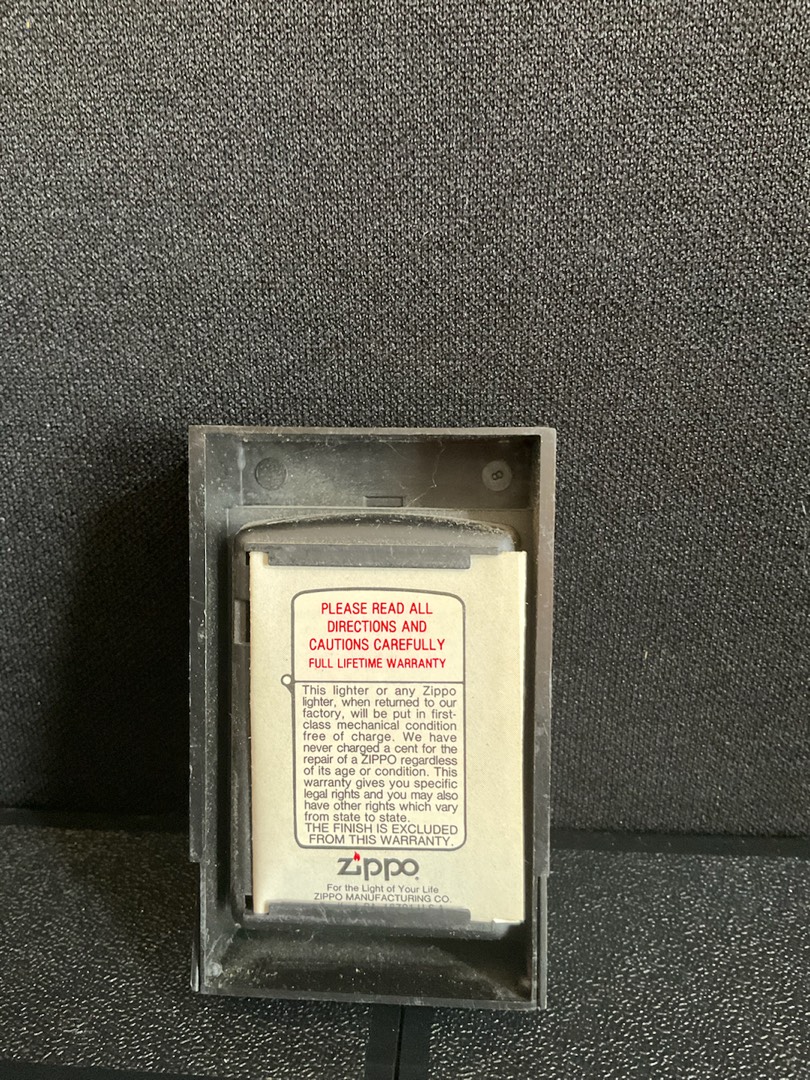 8
PLEASE READ ALL
DIRECTIONS AND
CAUTIONS CAREFULLY
FULL LIFETIME WARRANTY
This lighter or any Zippo
lighter, when returned to our
factory, will be put in first-
class mechanical condition
free of charge. We have
never charged a cent for the
repair of a ZIPPO regardless
of its age or condition. This
warranty gives you specific
legal rights and you may also
have other rights which vary
from state to state.
THE FINISH IS EXCLUDED
FROM THIS WARRANTY.
zippo
For the Light of Your Life
ZIPPO MANUFACTURING CO.